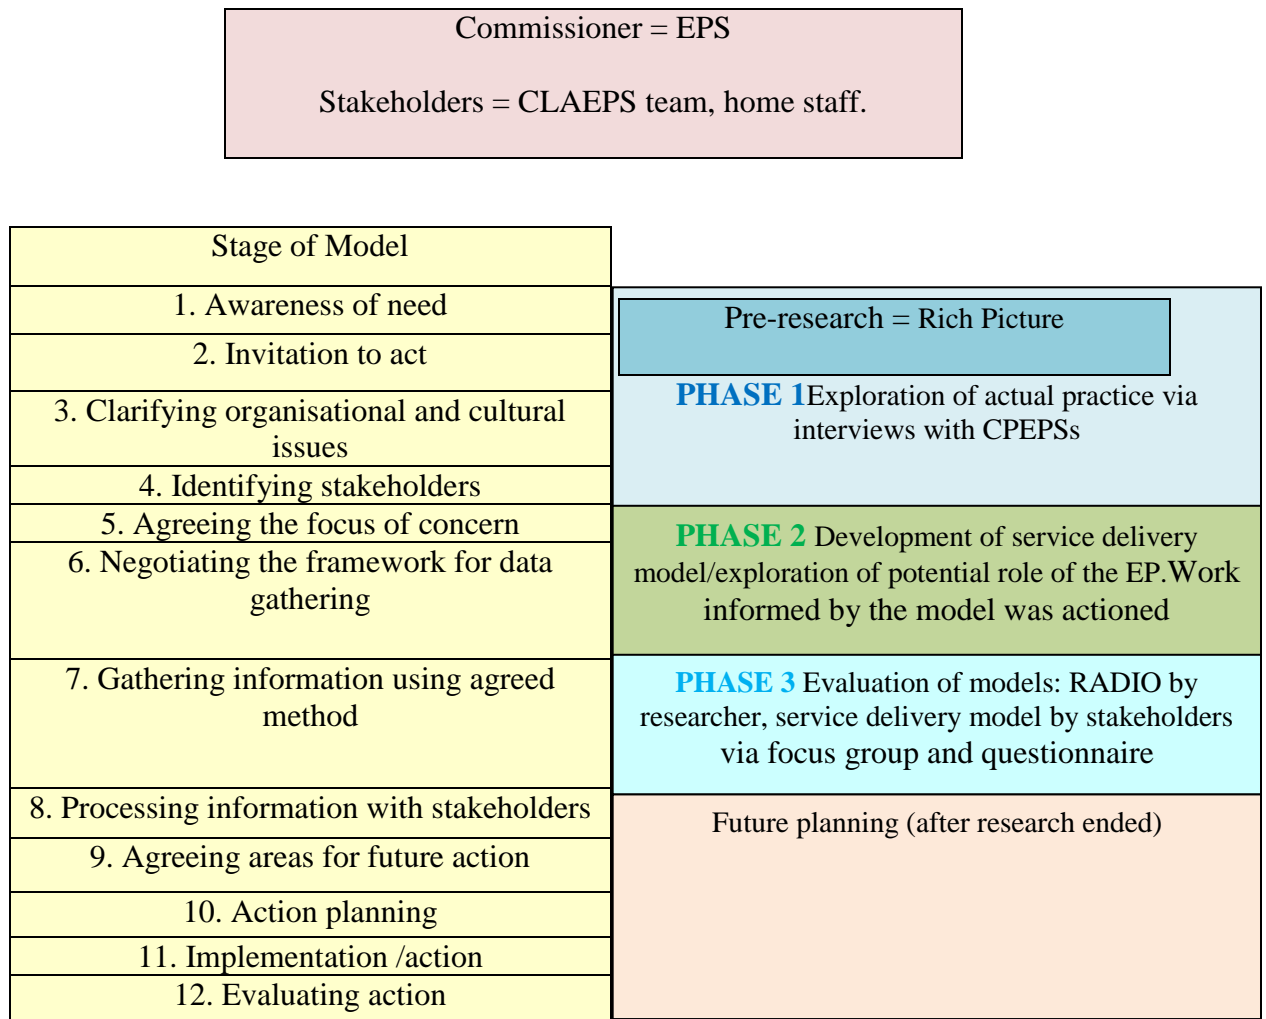 Commissioner = EPS
Stakeholders = CLAEPS team, home staff.
Stage of Model
1. Awareness of need
2. Invitation to act
3. Clarifying organisational and cultural
issues
4. Identifying stakeholders
5. Agreeing the focus of concern
6. Negotiating the framework for data
gathering
7. Gathering information using agreed
method
8. Processing information with stakeholders
9. Agreeing areas for future action
10. Action planning
11. Implementation /action
12. Evaluating action
Pre-research = Rich Picture
PHASE 1Exploration of actual practice via
interviews with CPEPSs
PHASE 2 Development of service delivery
model/exploration of potential role of the EP.Work
informed by the model was actioned
PHASE 3 Evaluation of models: RADIO by
researcher, service delivery model by stakeholders
via focus group and questionnaire
Future planning (after research ended)